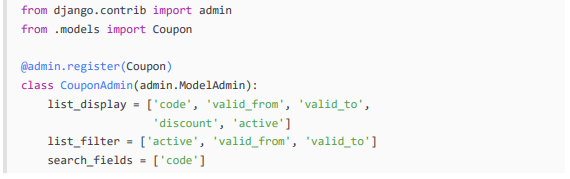 from django.contrib import admin
from .models import Coupon
@admin.register(Coupon)
class CouponAdmin(admin.ModelAdmin):
    list_display = ['code', 'valid_from', 'valid_to',
                    'discount', 'active']
    list_filter = ['active', 'valid_from', 'valid_to']
    search_fields = ['code']